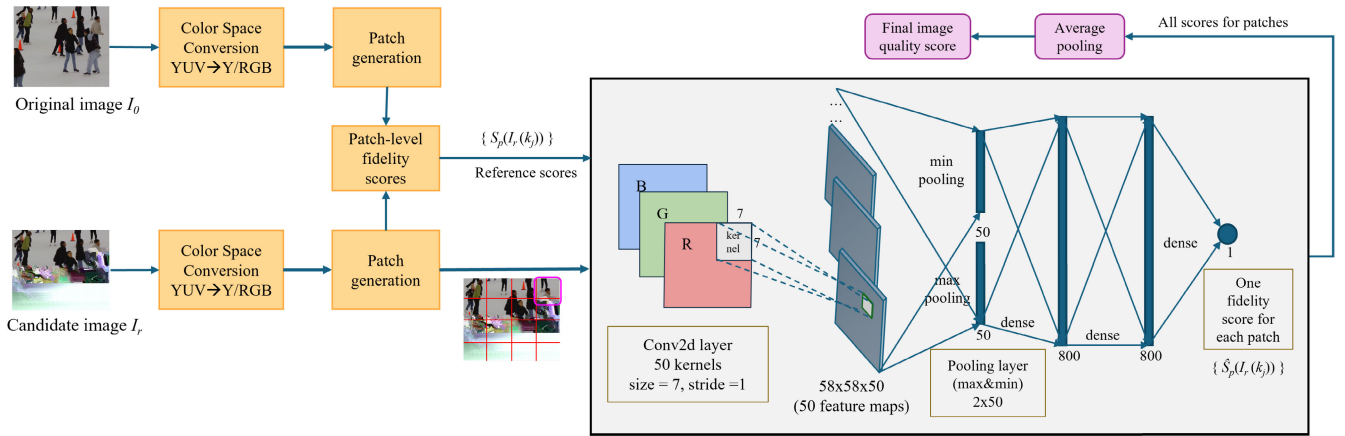 Color Space
Conversion
YUV→Y/RGB
Patch
generation
Original image I₀
Patch-level
fidelity
scores
{ Sₚ(Iᵣ (kⱼ)) }
Reference scores
Color Space
Conversion
YUV→Y/RGB
Patch
generation
Candidate image Iᵣ
Final image
quality score
Average
pooling
All scores for patches
B
G
R
7
7
ker
nel
Conv2d layer
50 kernels
size = 7, stride =1
...
...
58x58x50
(50 feature maps)
min
pooling
50
max
pooling
50
dense
Pooling layer
(max&min)
2x50
800
dense
800
dense
1
One
fidelity
score for
each patch
{ Ŝₚ(Iᵣ (kⱼ)) }